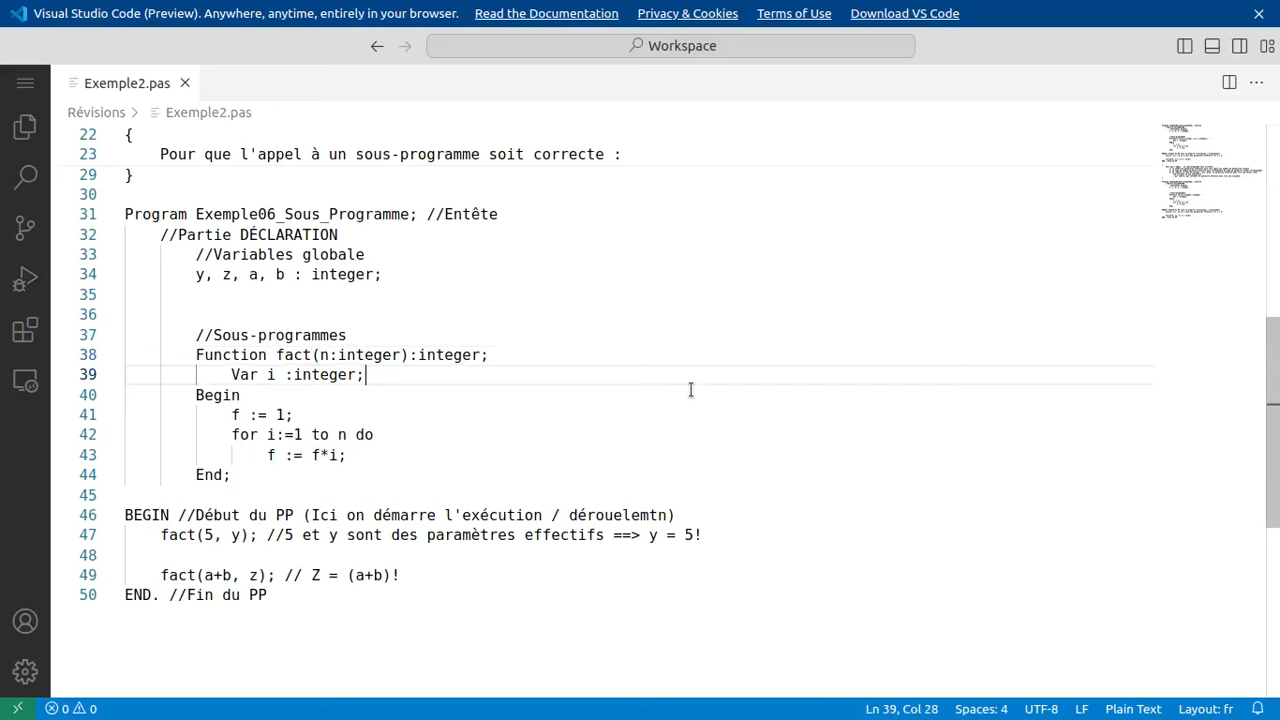 Visual Studio Code (Preview). Anywhere, anytime, entirely in your browser. Read the Documentation Privacy & Cookies Terms of Use Download VS Code
Workspace
Exemple2.pas
Révisions > Exemple2.pas
22 {
23 Pour que l'appel à un sous-programme soit correcte :
29 }
30
31 Program Exemple06_Sous_Programme; //Entête
32 //Partie DÉCLARATION
33 //Variables globale
34 y, z, a, b : integer;
35
36
37 //Sous-programmes
38 Function fact(n:integer):integer;
39 Var i :integer;
40 Begin
41 f := 1;
42 for i:=1 to n do
43 f := f*i;
44 End;
45
46 BEGIN //Début du PP (Ici on démarre l'exécution / dérouelemtn)
47 fact(5, y); //5 et y sont des paramètres effectifs ==> y = 5!
48
49 fact(a+b, z); // Z = (a+b)!
50 END. //Fin du PP
0 0 Ln 39, Col 28 Spaces: 4 UTF-8 LF Plain Text Layout: fr